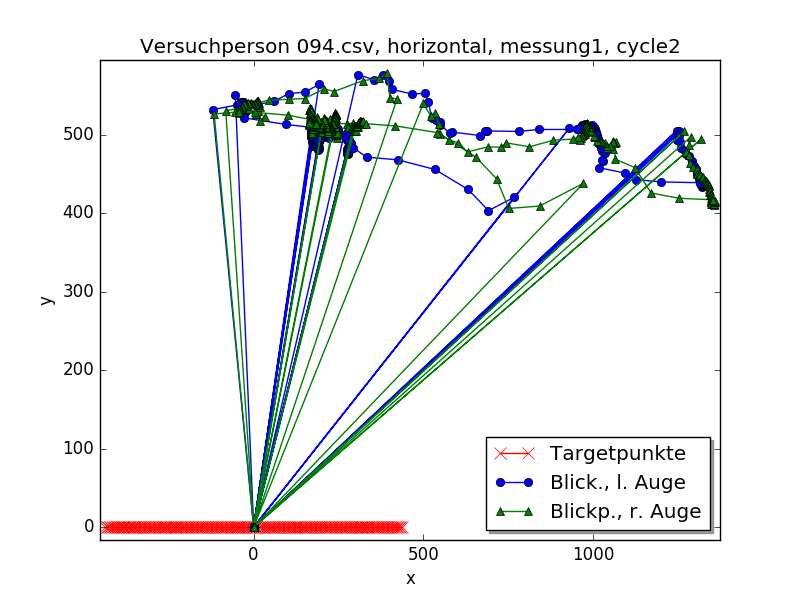 Versuchperson 094.csv, horizontal, messung1, cycle2
y
500
400
300
200
100
0
0 500 1000
x
Targetpunkte
Blick., l. Auge
Blickp., r. Auge